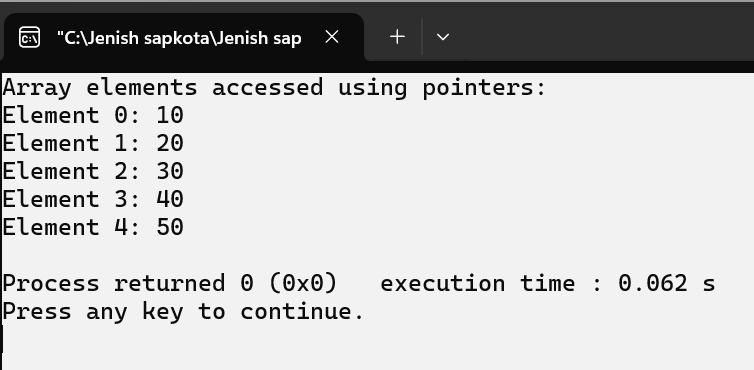 "C:\Jenish sapkota\Jenish sap
Array elements accessed using pointers:
Element 0: 10
Element 1: 20
Element 2: 30
Element 3: 40
Element 4: 50
Process returned 0 (0x0)   execution time : 0.062 s
Press any key to continue.